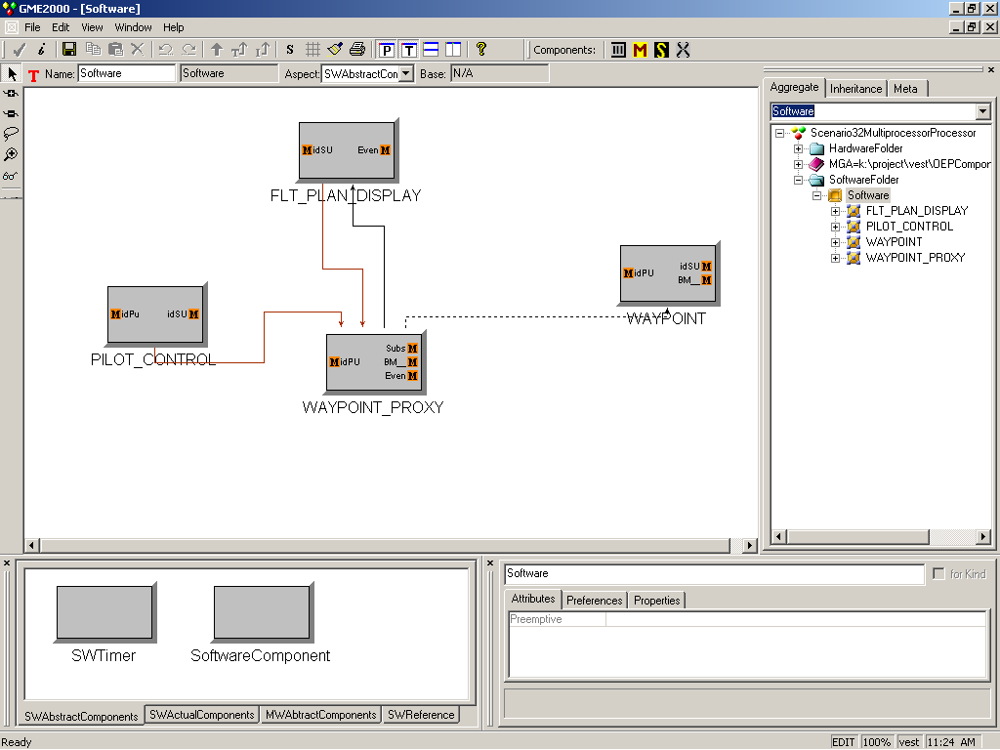 GME2000 - [Software]
File Edit View Window Help
Components:
Name: Software Software Aspect: SWAbstractCon Base: N/A
Aggregate Inheritance Meta
Software
Scenario32MultiprocessorProcessor
HardwareFolder
MGA=k:\project\vest\OEPCompor
SoftwareFolder
Software
FLT_PLAN_DISPLAY
PILOT_CONTROL
WAYPOINT
WAYPOINT_PROXY
M idSU Even M
FLT_PLAN_DISPLAY
M idPU idSU M
BM__ M
WAYPOINT
M idPu idSU M
PILOT_CONTROL
Subs M
M idPU BM__ M
Even M
WAYPOINT_PROXY
SWTimer
SoftwareComponent
SWAbstractComponents SWActualComponents MWAbtractComponents SWReference
Software
for Kind
Attributes Preferences Properties
Preemptive
Ready
EDIT 100% vest 11:24 AM